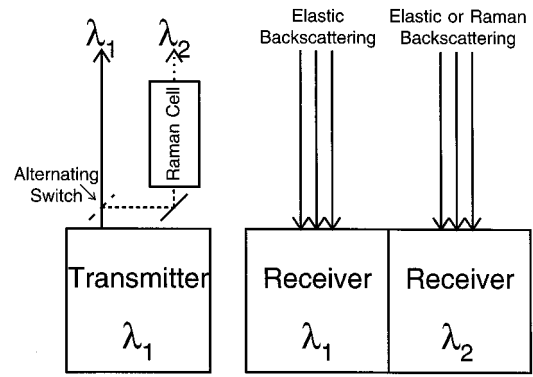 λ1
λ2
Raman Cell
Alternating
Switch
Transmitter
λ1
Elastic
Backscattering
Elastic or Raman
Backscattering
Receiver
λ1
Receiver
λ2